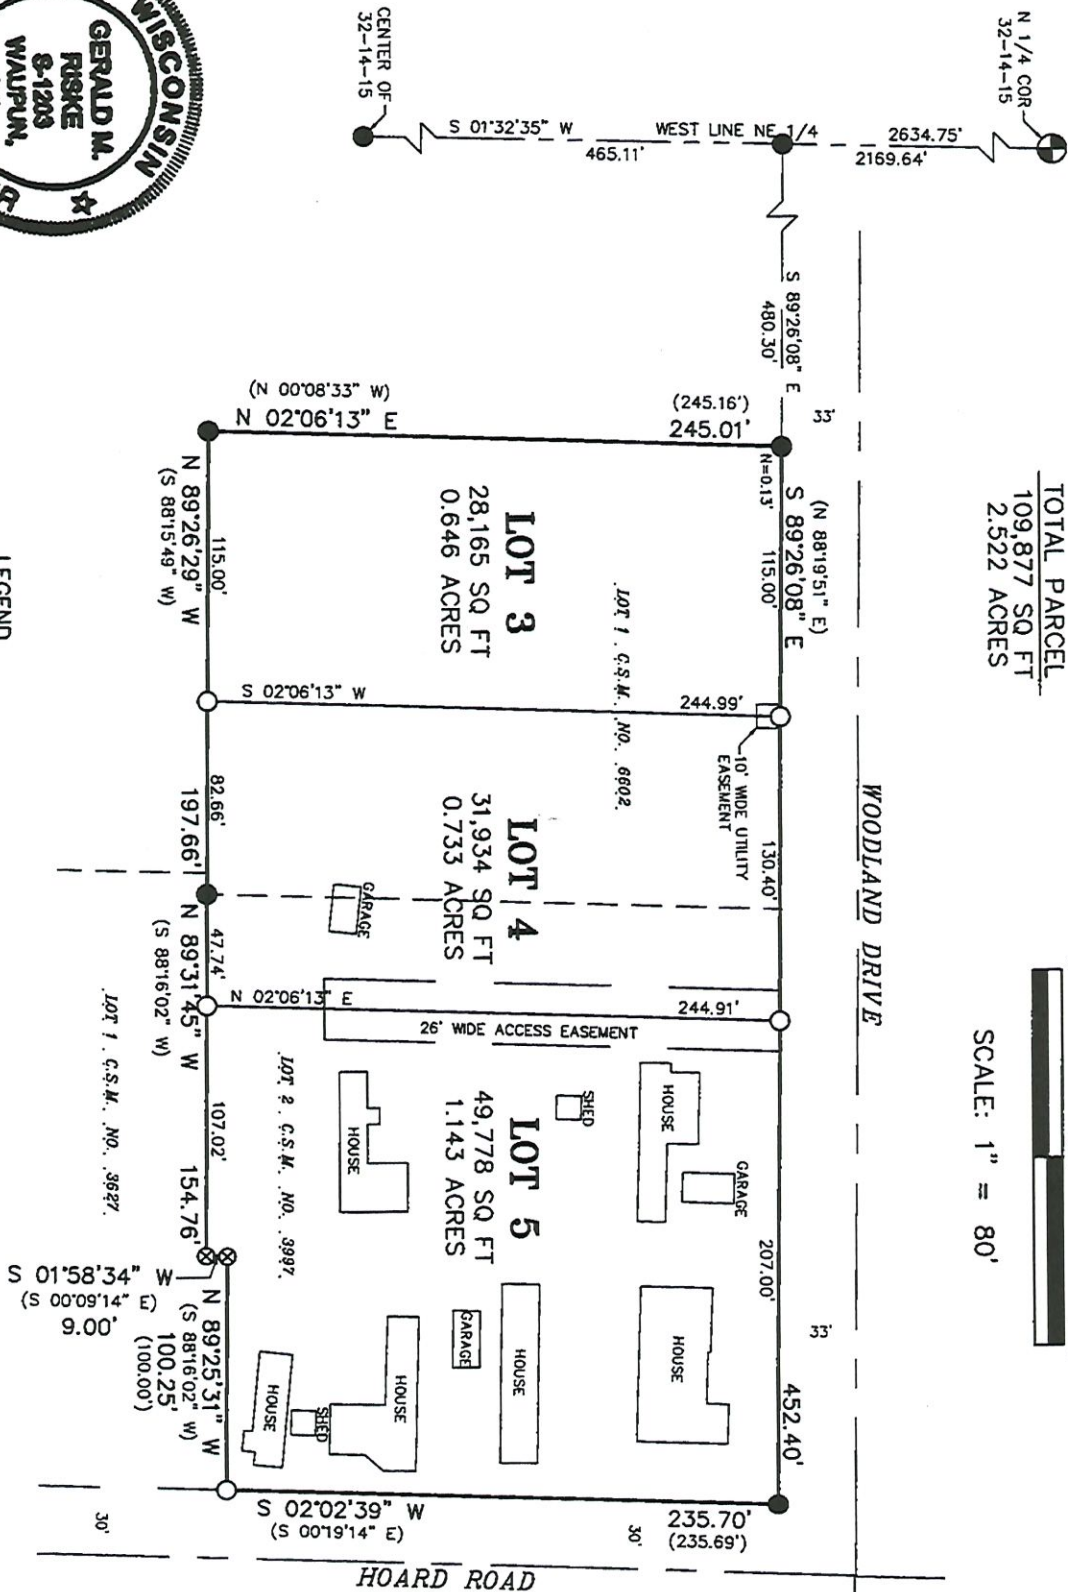 N 1/4 COR
32-14-15
CENTER OF
32-14-15
S 01°32'35" W
465.11'
WEST LINE NE 1/4
2634.75'
2169.64'
TOTAL PARCEL
109,877 SQ FT
2.522 ACRES
SCALE: 1" = 80'
WOODLAND DRIVE
33'
33'
S 89°26'08" E
480.30'
(N 88°19'51" E)
S 89°26'08" E
N=0.13'
115.00'
130.40'
207.00'
452.40'
(N 00°08'33" W)
N 02°06'13" E
(245.16')
245.01'
LOT 1 . C.S.M. NO. 6602.
LOT 3
28,165 SQ FT
0.646 ACRES
S 02°06'13" W
244.99'
10' WIDE UTILITY
EASEMENT
LOT 4
31,934 SQ FT
0.733 ACRES
GARAGE
N 02°06'13" E
244.91'
26' WIDE ACCESS EASEMENT
LOT 5
49,778 SQ FT
1.143 ACRES
HOUSE
GARAGE
SHED
HOUSE
HOUSE
HOUSE
GARAGE
HOUSE
SHED
HOUSE
LOT 2 . C.S.M. NO. 3997.
115.00'
N 89°26'29" W
(S 88°15'49" W)
82.66'
197.66'
47.74'
N 89°31'45" W
(S 88°16'02" W)
107.02'
154.76'
LOT 1 . C.S.M. NO. 3627.
S 01°58'34" W
(S 00°09'14" E)
9.00'
N 89°25'31" W
(S 88°16'02" W)
100.25'
(100.00')
S 02°02'39" W
(S 00°19'14" E)
235.70'
(235.69')
30'
30'
HOARD ROAD
WISCONSIN
GERALD M.
RISKE
S-1203
WAUPUN,
LEGEND